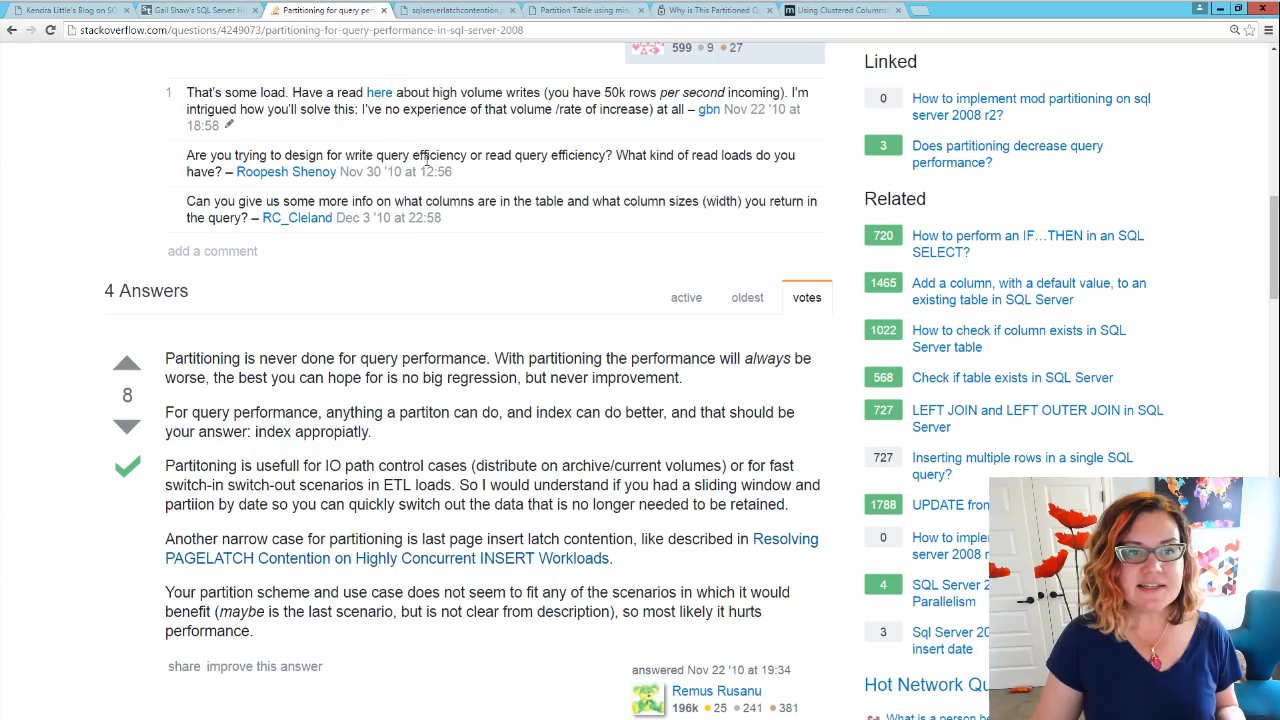 Kendra Little's Blog on SQ
Gail Shaw's SQL Server H
Partitioning for query per
sqlserverlatchcontention
Partition Table using min
Why is This Partitioned Q
Using Clustered Column
stackoverflow.com/questions/4249073/partitioning-for-query-performance-in-sql-server-2008
599 9 27
1 That's some load. Have a read here about high volume writes (you have 50k rows per second incoming). I'm
intrigued how you'll solve this: I've no experience of that volume /rate of increase) at all – gbn Nov 22 '10 at
18:58
Are you trying to design for write query efficiency or read query efficiency? What kind of read loads do you
have? – Roopesh Shenoy Nov 30 '10 at 12:56
Can you give us some more info on what columns are in the table and what column sizes (width) you return in
the query? – RC_Cleland Dec 3 '10 at 22:58
add a comment
4 Answers
active oldest votes
8
Partitioning is never done for query performance. With partitioning the performance will always be
worse, the best you can hope for is no big regression, but never improvement.
For query performance, anything a partiton can do, and index can do better, and that should be
your answer: index appropiatly.
Partitioning is usefull for IO path control cases (distribute on archive/current volumes) or for fast
switch-in switch-out scenarios in ETL loads. So I would understand if you had a sliding window and
partiion by date so you can quickly switch out the data that is no longer needed to be retained.
Another narrow case for partitioning is last page insert latch contention, like described in Resolving
PAGELATCH Contention on Highly Concurrent INSERT Workloads.
Your partition scheme and use case does not seem to fit any of the scenarios in which it would
benefit (maybe is the last scenario, but is not clear from description), so most likely it hurts
performance.
share improve this answer
answered Nov 22 '10 at 19:34
Remus Rusanu
196k 25 241 381
Linked
0 How to implement mod partitioning on sql
server 2008 r2?
3 Does partitioning decrease query
performance?
Related
720 How to perform an IF…THEN in an SQL
SELECT?
1465 Add a column, with a default value, to an
existing table in SQL Server
1022 How to check if column exists in SQL
Server table
568 Check if table exists in SQL Server
727 LEFT JOIN and LEFT OUTER JOIN in SQL
Server
727 Inserting multiple rows in a single SQL
query?
1788 UPDATE from
0 How to imple
server 2008 r
4 SQL Server 2
Parallelism
3 Sql Server 20
insert date
Hot Network Qu
What is a person be